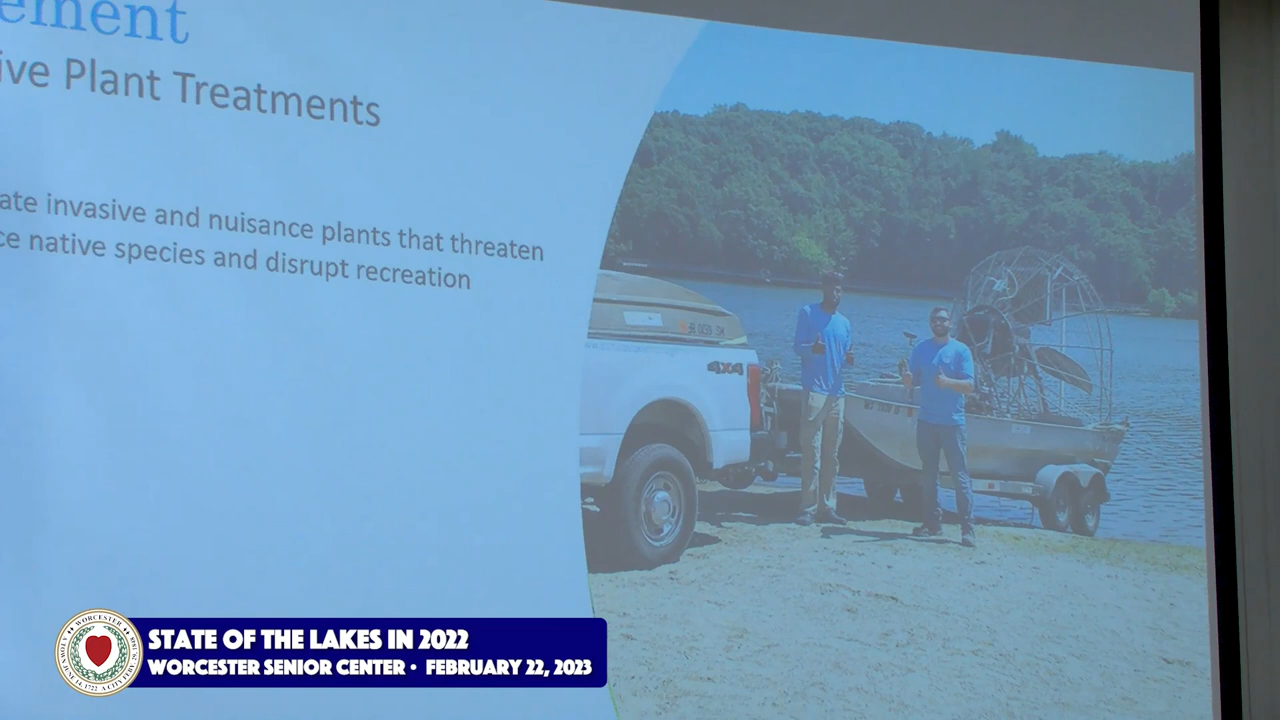 ement
ive Plant Treatments
ate invasive and nuisance plants that threaten
ce native species and disrupt recreation
4X4
STATE OF THE LAKES IN 2022
WORCESTER SENIOR CENTER • FEBRUARY 22, 2023
WORCESTER